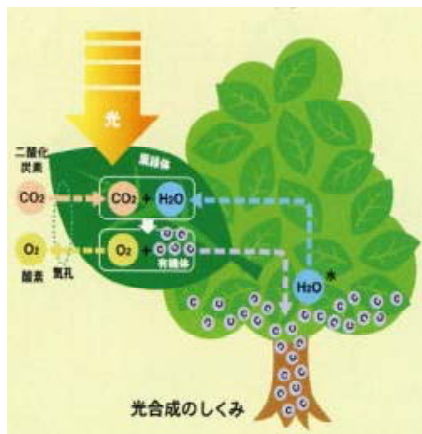 光
葉緑体
二酸化
炭素
CO2
CO2 + H2O
O2
O2 +
有機体
酸素
気孔
H2O
水
C C C C C C
光合成のしくみ